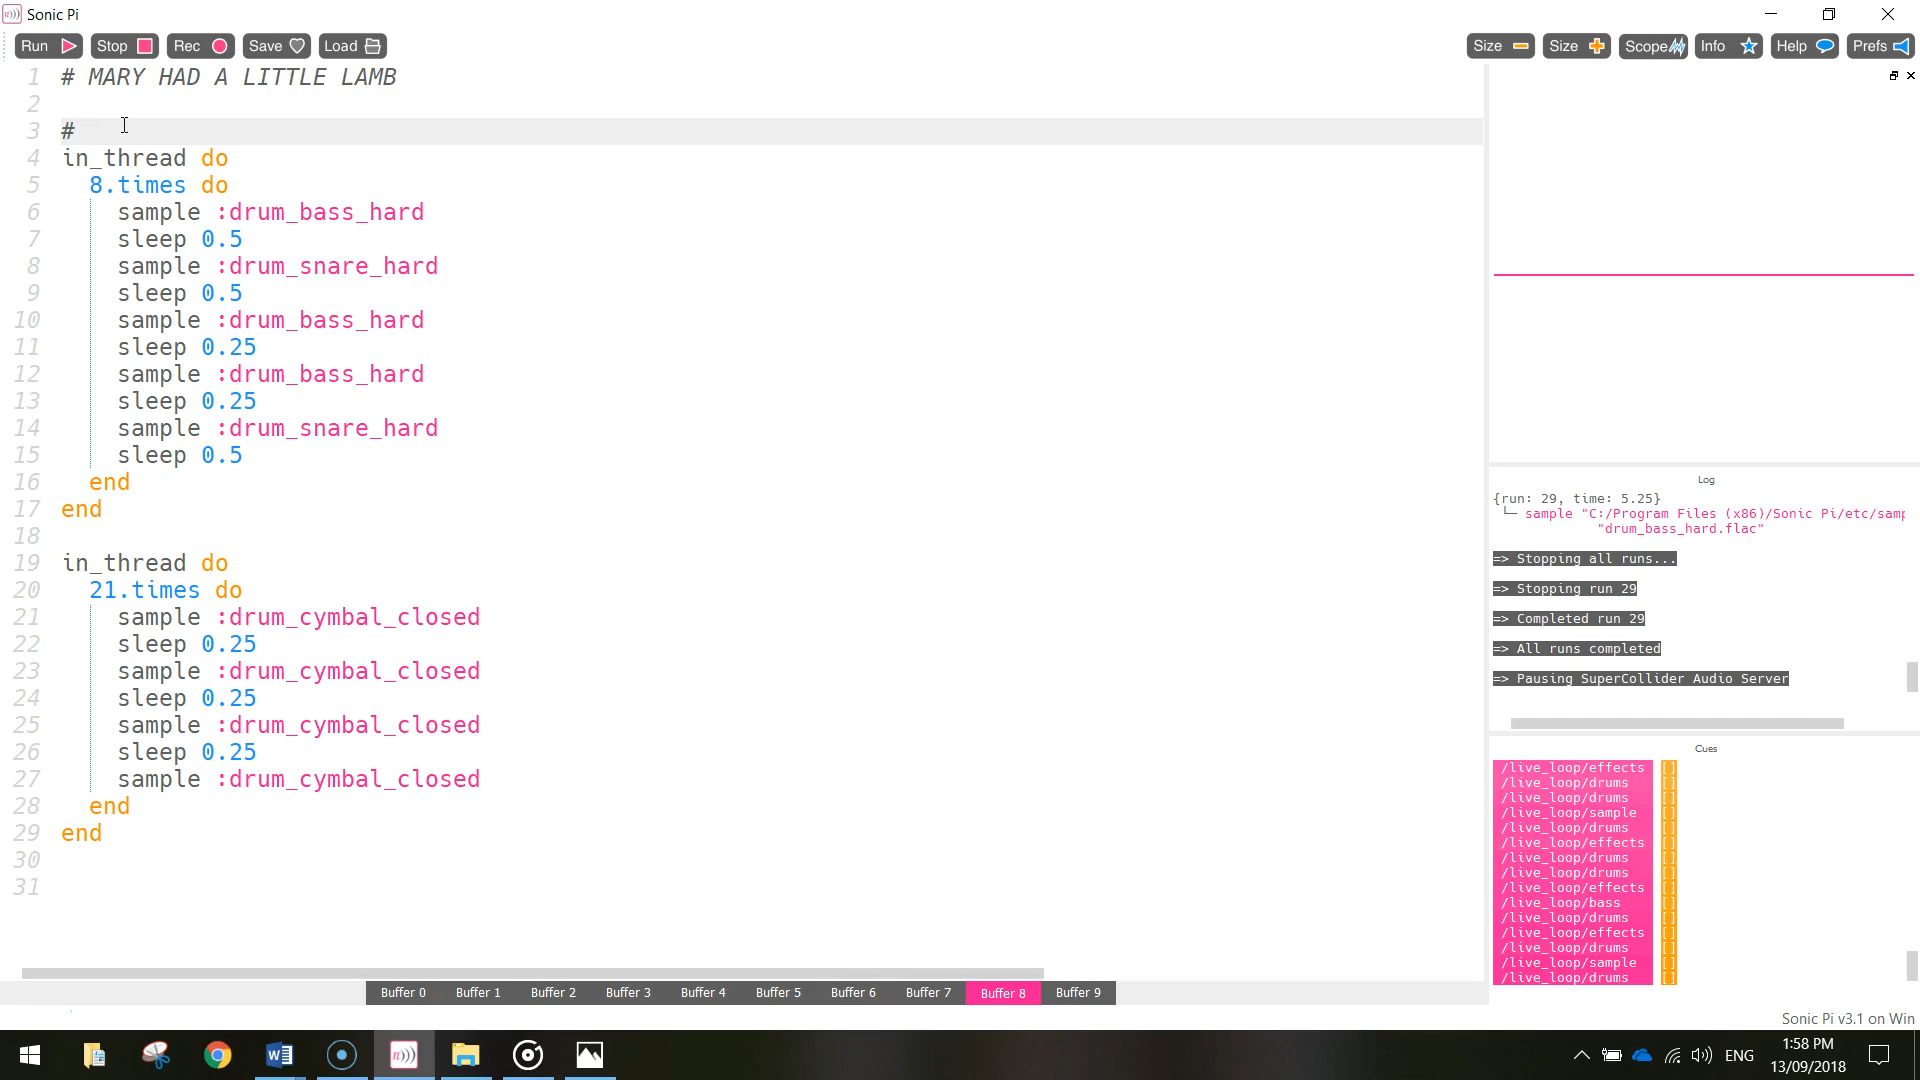 Sonic Pi
Run Stop Rec Save Load Size Size Scope Info Help Prefs
1 # MARY HAD A LITTLE LAMB
2
3 #
4 in_thread do
5 8.times do
6 sample :drum_bass_hard
7 sleep 0.5
8 sample :drum_snare_hard
9 sleep 0.5
10 sample :drum_bass_hard
11 sleep 0.25
12 sample :drum_bass_hard
13 sleep 0.25
14 sample :drum_snare_hard
15 sleep 0.5
16 end
17 end
18
19 in_thread do
20 21.times do
21 sample :drum_cymbal_closed
22 sleep 0.25
23 sample :drum_cymbal_closed
24 sleep 0.25
25 sample :drum_cymbal_closed
26 sleep 0.25
27 sample :drum_cymbal_closed
28 end
29 end
30
31
Log
{run: 29, time: 5.25}
└─ sample "C:/Program Files (x86)/Sonic Pi/etc/samp
"drum_bass_hard.flac"
=> Stopping all runs...
=> Stopping run 29
=> Completed run 29
=> All runs completed
=> Pausing SuperCollider Audio Server
Cues
/live_loop/effects []
/live_loop/drums []
/live_loop/drums []
/live_loop/sample []
/live_loop/drums []
/live_loop/effects []
/live_loop/drums []
/live_loop/drums []
/live_loop/effects []
/live_loop/bass []
/live_loop/drums []
/live_loop/effects []
/live_loop/drums []
/live_loop/sample []
/live_loop/drums []
Buffer 0 Buffer 1 Buffer 2 Buffer 3 Buffer 4 Buffer 5 Buffer 6 Buffer 7 Buffer 8 Buffer 9
Sonic Pi v3.1 on Win
ENG
1:58 PM
13/09/2018